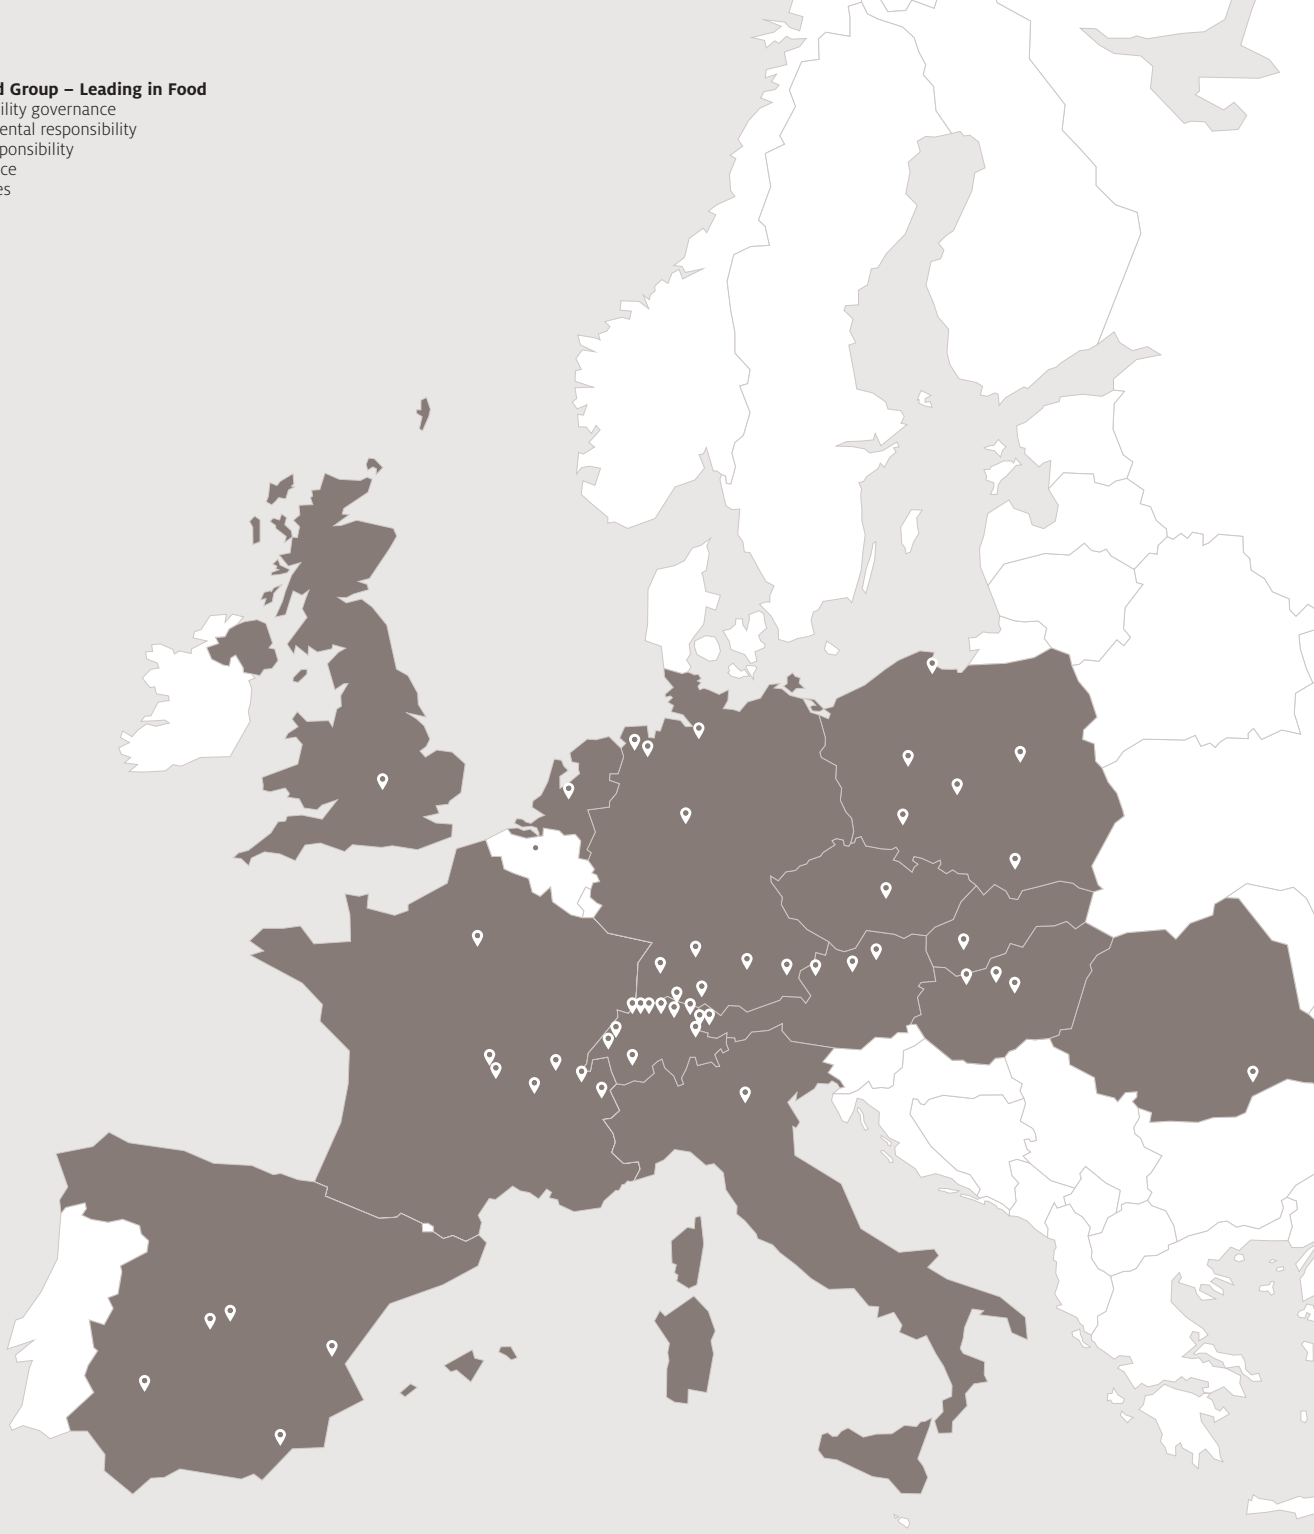 d Group – Leading in Food
ility governance
ental responsibility
ponsibility
ce
es